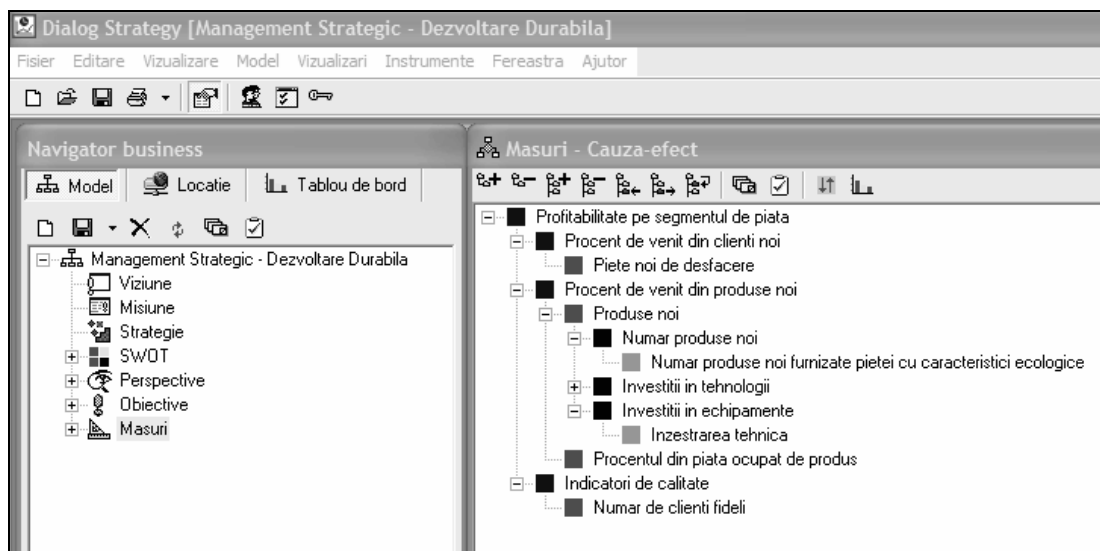 Dialog Strategy [Management Strategic - Dezvoltare Durabila]
Fisier Editare Vizualizare Model Vizualizari Instrumente Fereastra Ajutor
Navigator business
Model Locatie Tablou de bord
Management Strategic - Dezvoltare Durabila
Viziune
Misiune
Strategie
SWOT
Perspective
Obiective
Masuri
Masuri - Cauza-efect
Profitabilitate pe segmentul de piata
Procent de venit din clienti noi
Piete noi de desfacere
Procent de venit din produse noi
Produse noi
Numar produse noi
Numar produse noi furnizate pietei cu caracteristici ecologice
Investitii in tehnologii
Investitii in echipamente
Inzestrarea tehnica
Procentul din piata ocupat de produs
Indicatori de calitate
Numar de clienti fideli